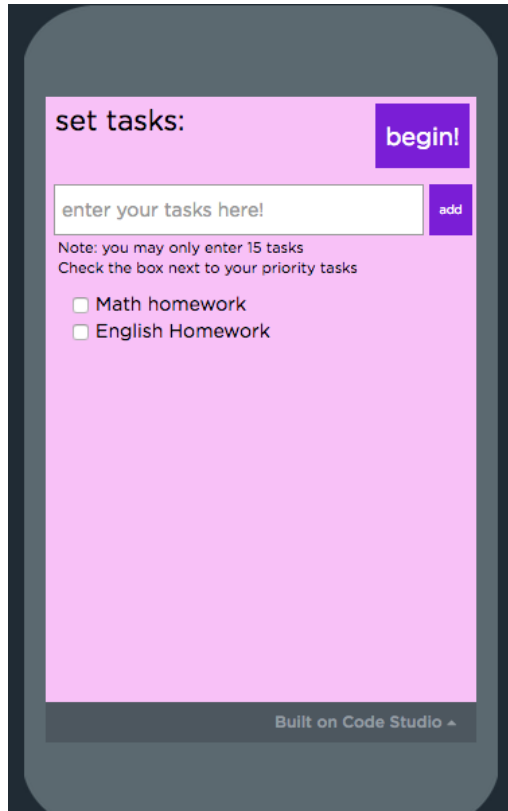 set tasks:
begin!
enter your tasks here!
add
Note: you may only enter 15 tasks
Check the box next to your priority tasks
Math homework
English Homework
Built on Code Studio